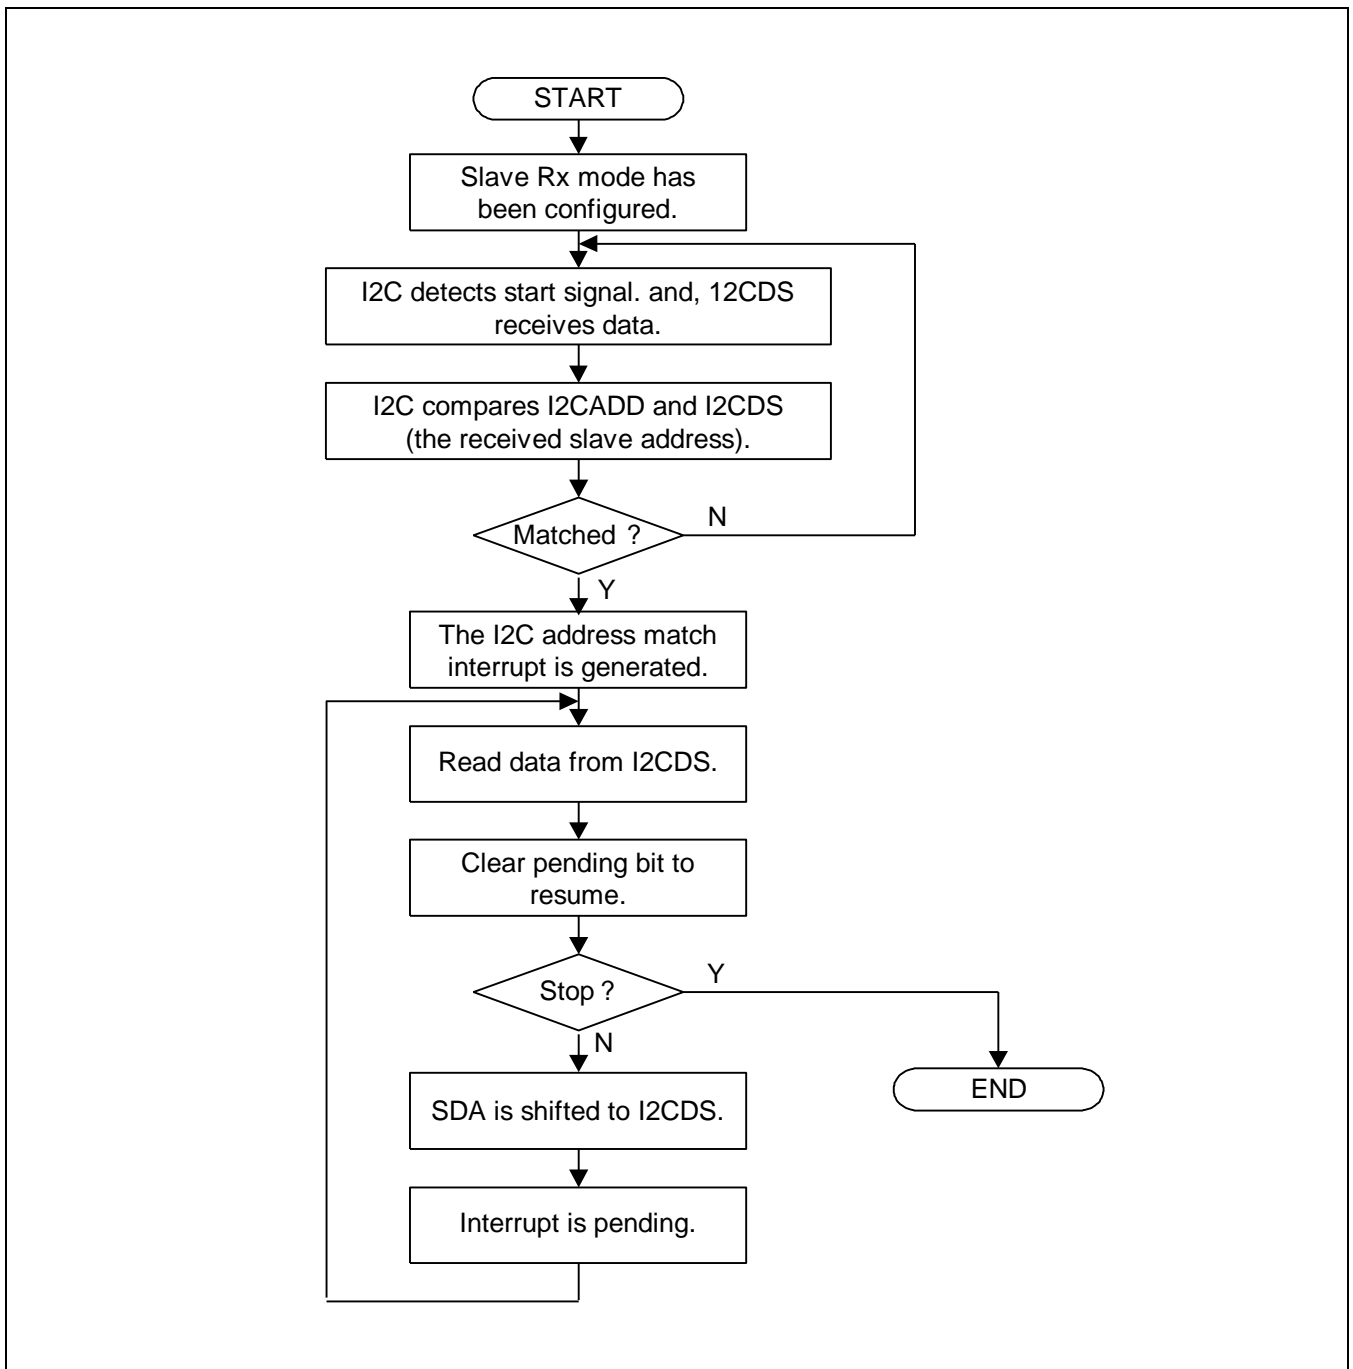 START
Slave Rx mode has
been configured.
I2C detects start signal. and, 12CDS
receives data.
I2C compares I2CADD and I2CDS
(the received slave address).
N
Matched ?
Y
The I2C address match
interrupt is generated.
Read data from I2CDS.
Clear pending bit to
resume.
Y
Stop ?
N
SDA is shifted to I2CDS.
END
Interrupt is pending.